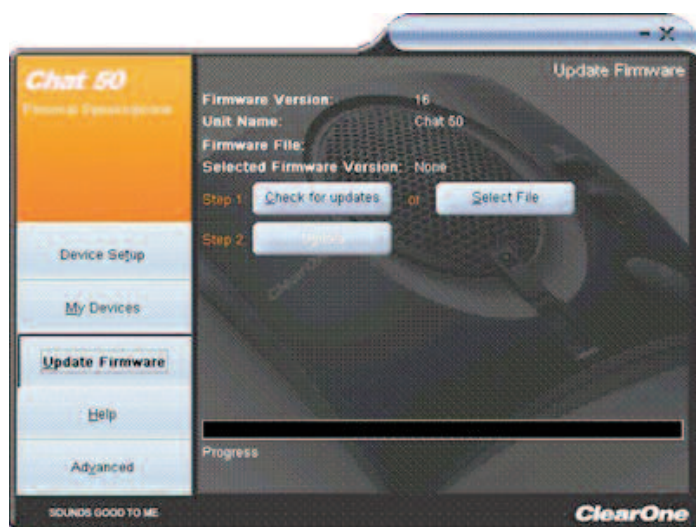 Update Firmware
Chat 50
Firmware Version: 16
Unit Name: Chat 50
Firmware File:
Selected Firmware Version: None
Step 1: Check for updates or Select File
Step 2:
Device Setup
My Devices
Update Firmware
Help
Advanced
Progress
SOUNDS GOOD TO ME
ClearOne